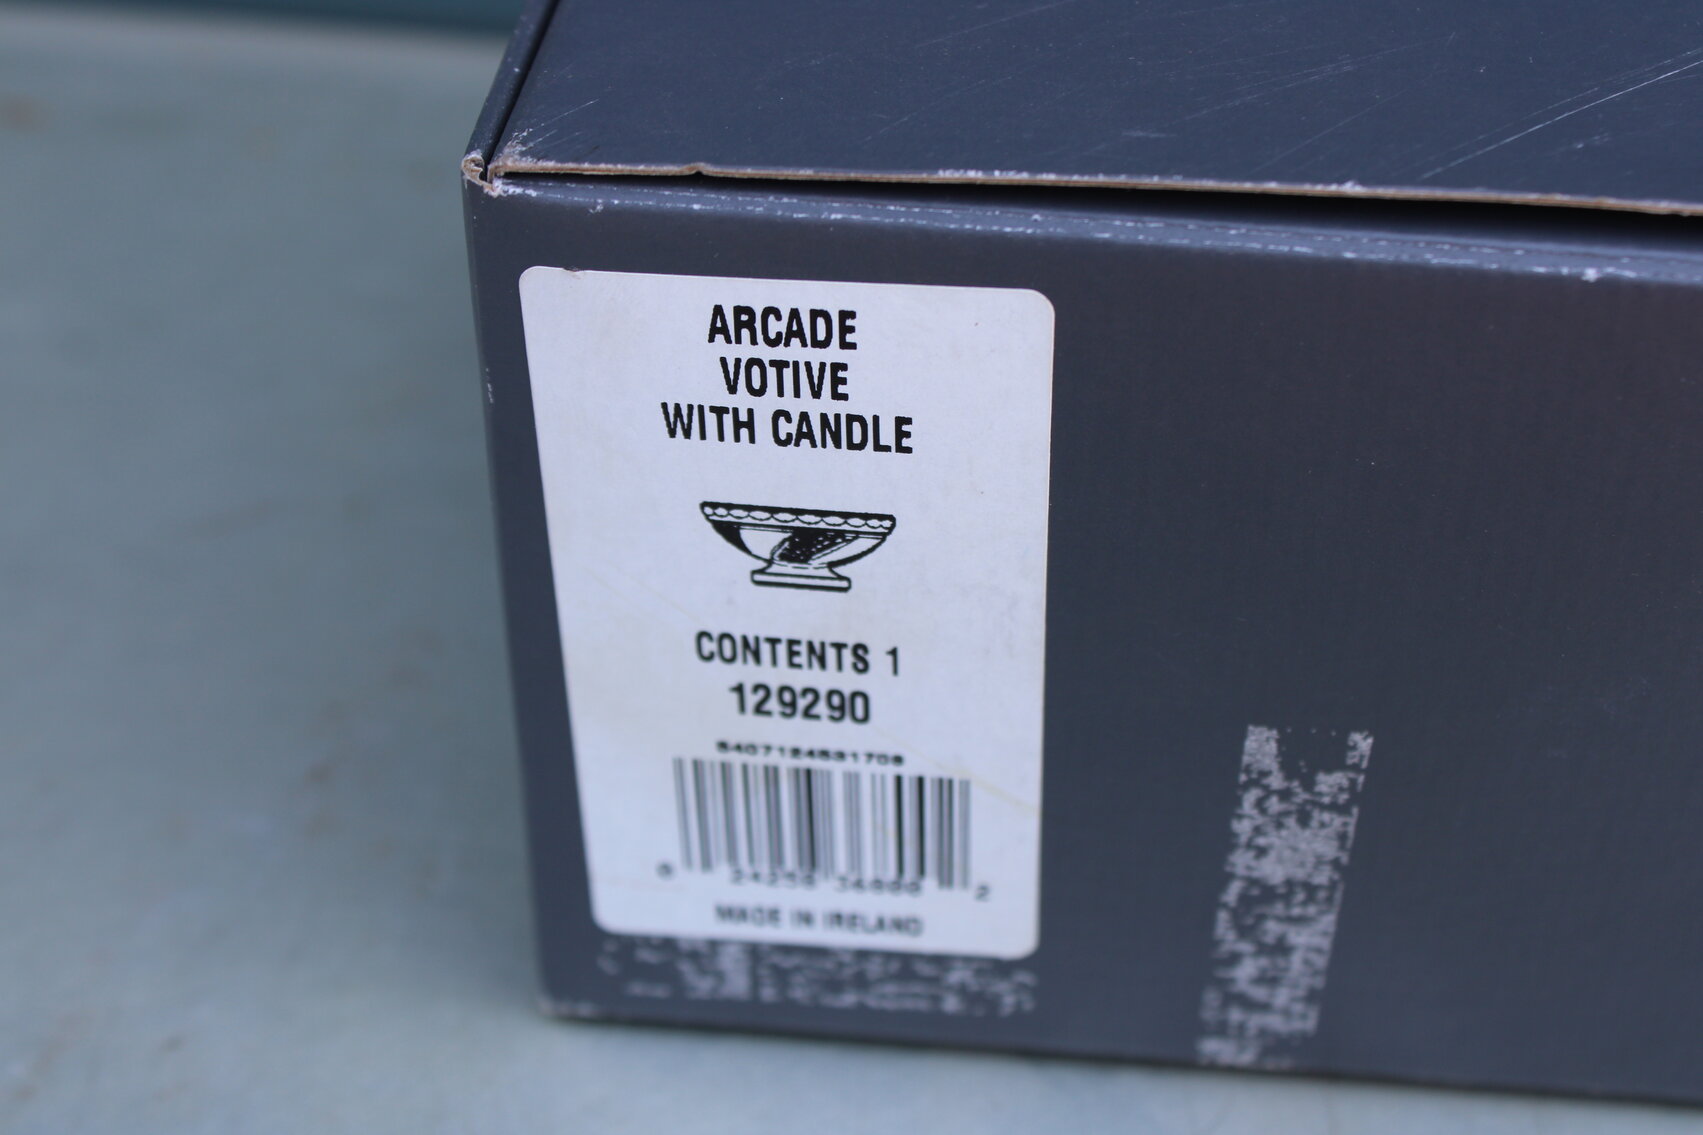 ARCADE
VOTIVE
WITH CANDLE
CONTENTS 1
129290
MADE IN IRELAND